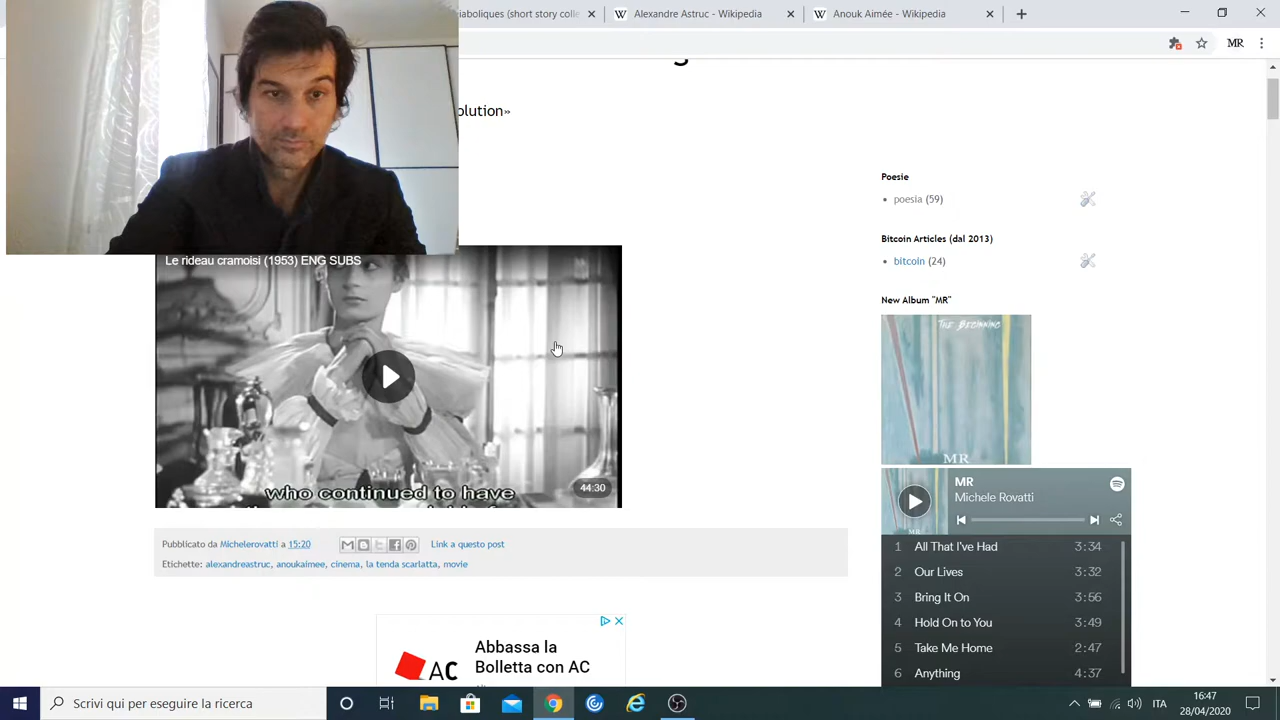 iaboliques (short story colle
Alexandre Astruc - Wikipedia
Anouk Aimée - Wikipedia
MR
olution»
Poesie
poesia (59)
Bitcoin Articles (dal 2013)
bitcoin (24)
New Album "MR"
THE BEGINNING
MR
Le rideau cramoisi (1953) ENG SUBS
who continued to have
44:30
MR
Michele Rovatti
MR
1 All That I've Had 3:34
2 Our Lives 3:32
3 Bring It On 3:56
4 Hold On to You 3:49
5 Take Me Home 2:47
6 Anything 4:37
Pubblicato da Michelerovatti a 15:20
Link a questo post
Etichette: alexandreastruc, anoukaimee, cinema, la tenda scarlatta, movie
Abbassa la
Bolletta con AC
AC
Scrivi qui per eseguire la ricerca
ITA
16:47
28/04/2020